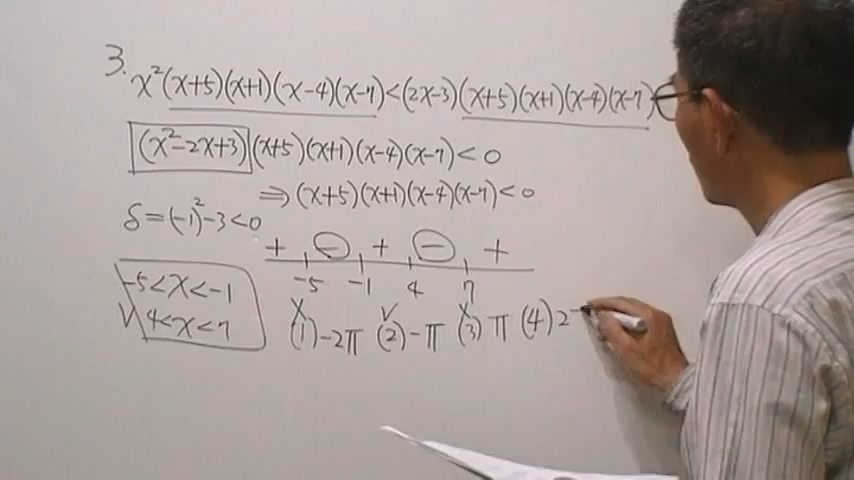 3. x²(x+5)(x+1)(x-4)(x-7)<(2x-3)(x+5)(x+1)(x-4)(x-7)
(x²-2x+3)(x+5)(x+1)(x-4)(x-7)<0
⇒(x+5)(x+1)(x-4)(x-7)<0
δ=(-1)²-3<0
+ - + - +
-5 -1 4 7
-5<x<-1
√ 4<x<7
X √ X
(1)-2π (2)-π (3)π (4)2